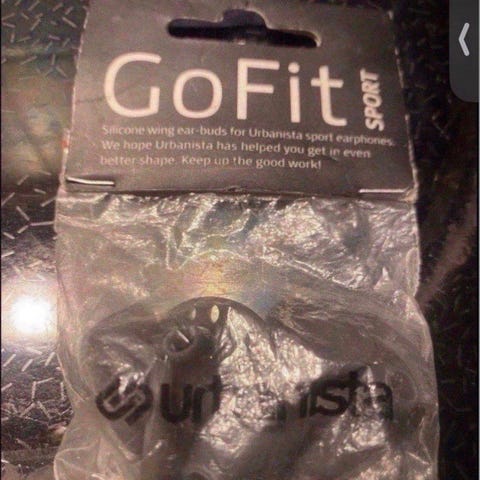 GoFit SPORT
Silicone wing ear-buds for Urbanista sport earphones.
We hope Urbanista has helped you get in even
better shape. Keep up the good work!
urbanista